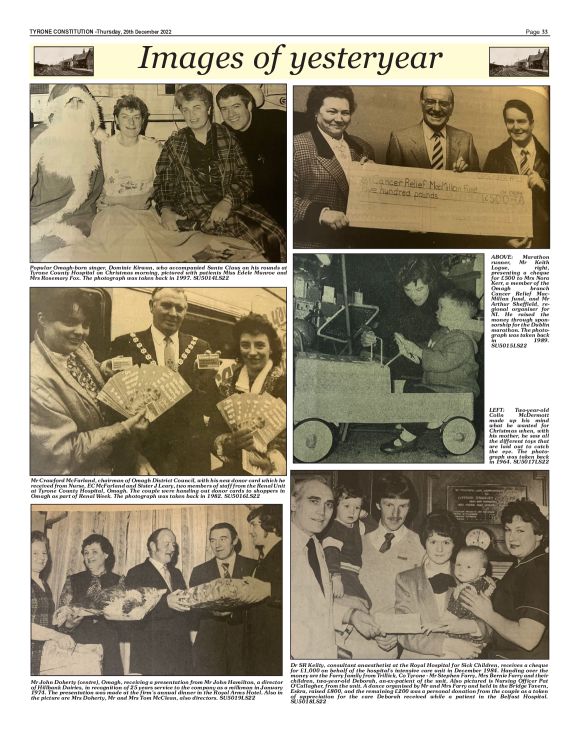 TYRONE CONSTITUTION -Thursday, 29th December 2022
Page 33
Images of yesteryear
Popular Omagh-born singer, Dominic Kirwan, who accompanied Santa Claus on his rounds at
Tyrone County Hospital on Christmas morning, pictured with patients Miss Edele Munroe and
Mrs Rosemary Fox. The photograph was taken back in 1997. SU5014LS22
Cancer Relief MacMillan Fund
five hundred pounds
£500
ABOVE: Marathon
runner, Mr Keith
Logue, right,
presenting a cheque
for £500 to Mrs Nora
Kerr, a member of the
Omagh branch
Cancer Relief Mac-
Millan fund, and Mr
Arthur Sheffield, re-
gional organiser for
NI. He raised the
money through spon-
sorship for the Dublin
marathon. The photo-
graph was taken back
in 1989.
SU5015LS22
LEFT: Two-year-old
Colin McDermott
made up his mind
what he wanted for
Christmas when, with
his mother, he saw all
the different toys that
are laid out to catch
the eye. The photo-
graph was taken back
in 1964. SU5017LS22
Mr Crawford McFarland, chairman of Omagh District Council, with his new donor card which he
received from Nurse, EC McFarland and Sister J Leary, two members of staff from the Renal Unit
at Tyrone County Hospital, Omagh. The couple were handing out donor cards to shoppers in
Omagh as part of Renal Week. The photograph was taken back in 1982. SU5016LS22
Mr John Doherty (centre), Omagh, receiving a presentation from Mr John Hamilton, a director
of Hillbank Dairies, in recognition of 25 years service to the company as a milkman in January
1974. The presentation was made at the firm's annual dinner in the Royal Arms Hotel. Also in
the picture are Mrs Doherty, Mr and Mrs Tom McClean, also directors. SU5019LS22
Dr SR Keilty, consultant anaesthetist at the Royal Hospital for Sick Children, receives a cheque
for £1,000 on behalf of the hospital's intensive care unit in December 1984. Handing over the
money are the Farry family from Trillick, Co Tyrone - Mr Stephen Farry, Mrs Bernie Farry and their
children, two-year-old Deborah, an ex-patient of the unit. Also pictured is Nursing Officer Pat
O'Callagher, from the unit. A dance organised by Mr and Mrs Farry and held in the Bridge Tavern,
Eskra, raised £800, and the remaining £200 was a personal donation from the couple as a token
of appreciation for the care Deborah received while a patient in the Belfast Hospital.
SU5018LS22